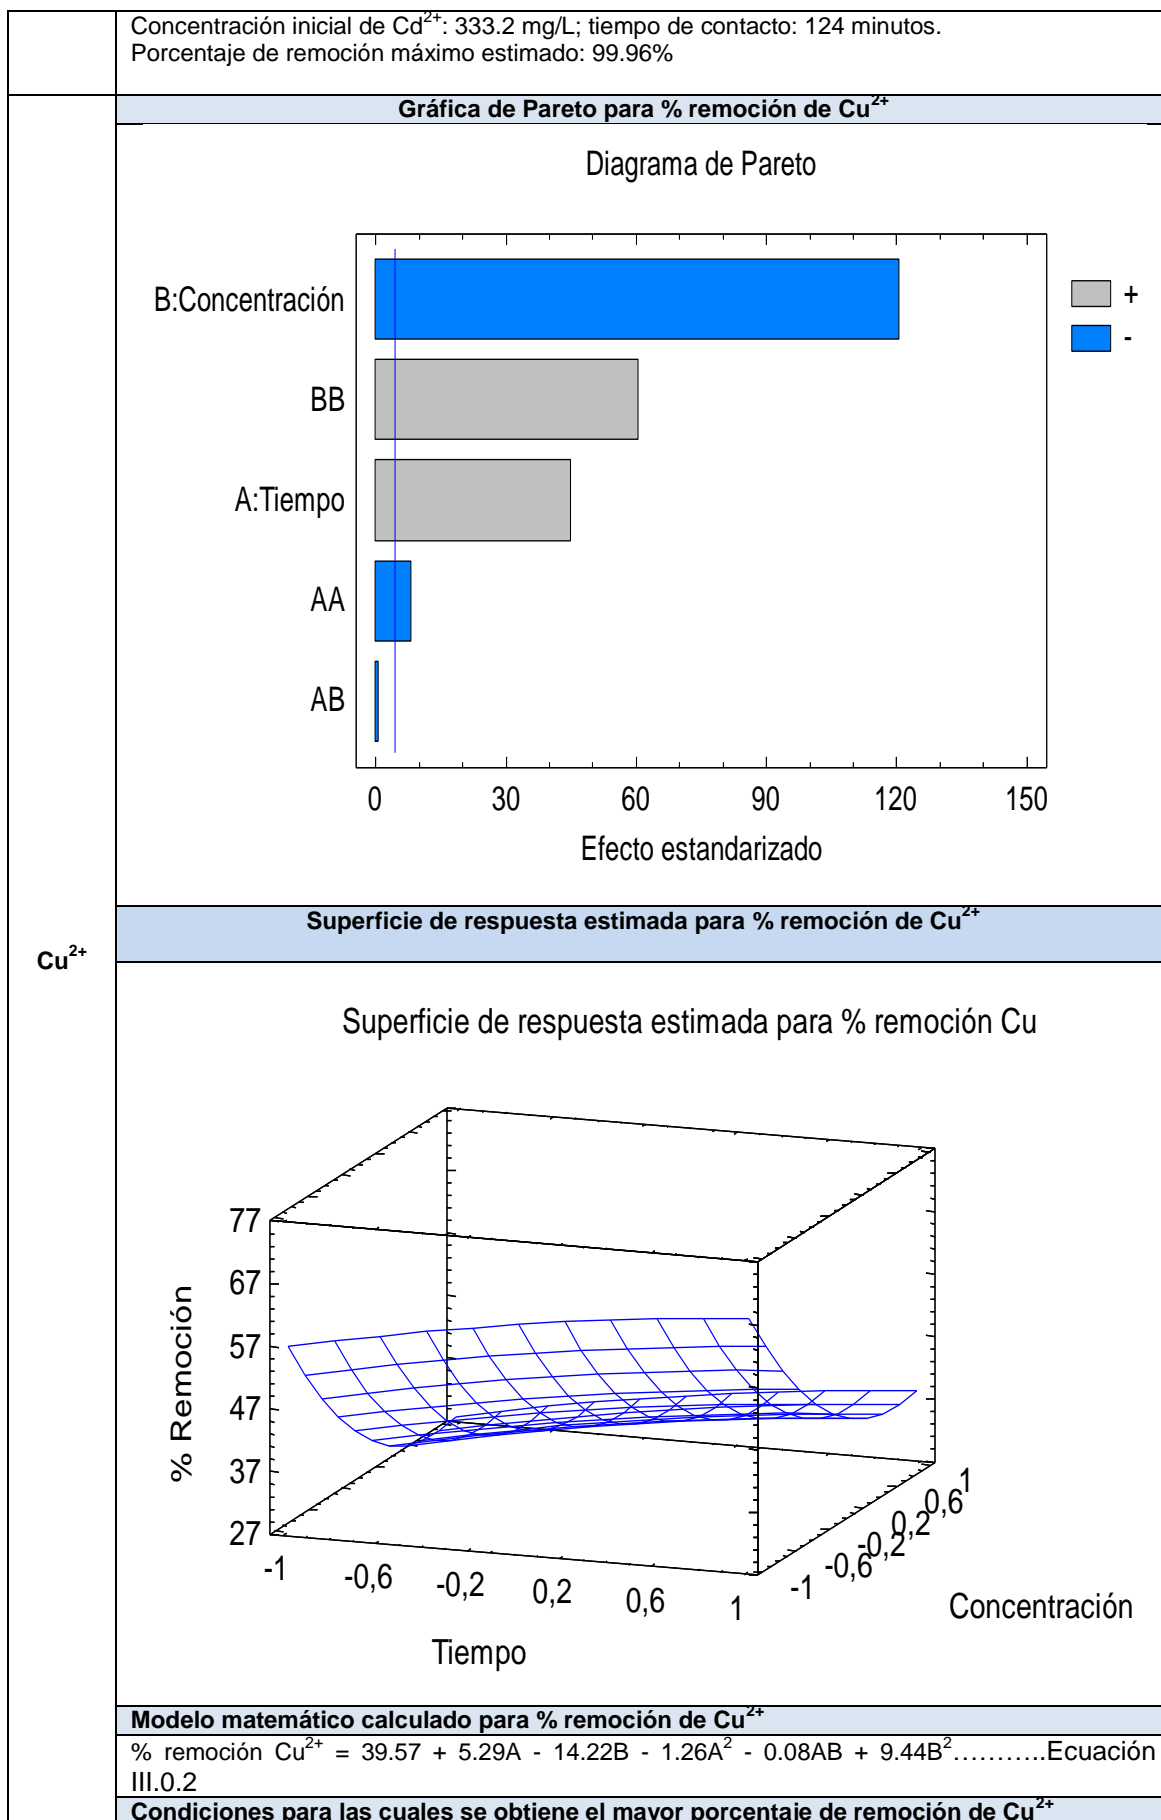 Concentración inicial de Cd2+: 333.2 mg/L; tiempo de contacto: 124 minutos.
Porcentaje de remoción máximo estimado: 99.96%
Gráfica de Pareto para % remoción de Cu2+
Diagrama de Pareto
B:Concentración
BB
A:Tiempo
AA
AB
+
-
0 30 60 90 120 150
Efecto estandarizado
Cu2+
Superficie de respuesta estimada para % remoción de Cu2+
Superficie de respuesta estimada para % remoción Cu
% Remoción
77
67
57
47
37
27
-1 -0,6 -0,2 0,2 0,6 1
Tiempo
-1 -0,6 -0,2 0,2 0,6 1
Concentración
Modelo matemático calculado para % remoción de Cu2+
% remoción Cu2+ = 39.57 + 5.29A - 14.22B - 1.26A2 - 0.08AB + 9.44B2………..Ecuación
III.0.2
Condiciones para las cuales se obtiene el mayor porcentaje de remoción de Cu2+